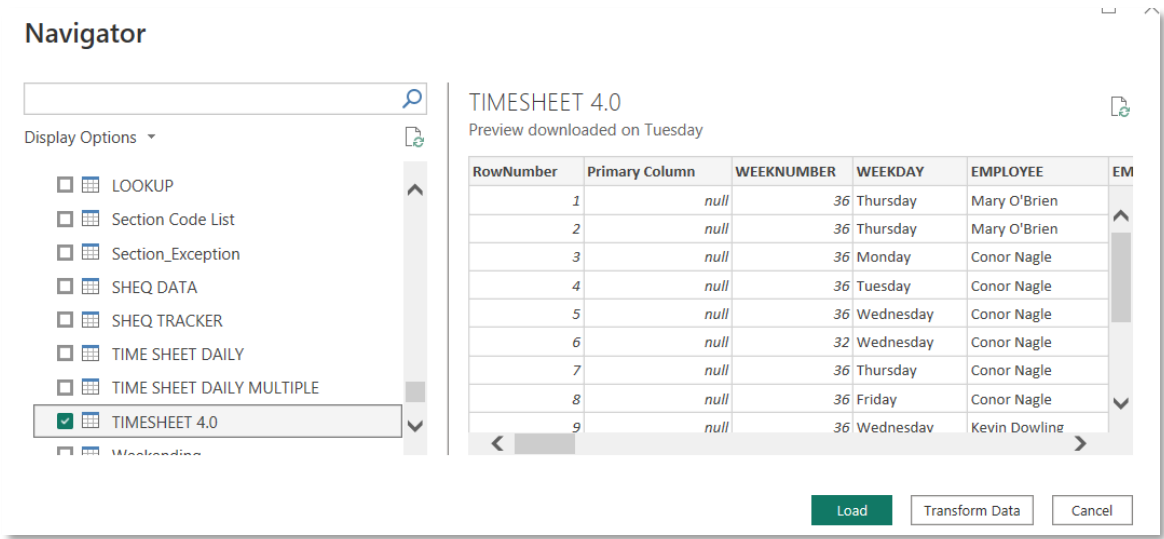 Navigator
Display Options
LOOKUP
Section Code List
Section_Exception
SHEQ DATA
SHEQ TRACKER
TIME SHEET DAILY
TIME SHEET DAILY MULTIPLE
TIMESHEET 4.0
Weekending
TIMESHEET 4.0
Preview downloaded on Tuesday
RowNumber Primary Column WEEKNUMBER WEEKDAY EMPLOYEE EM
1 null 36 Thursday Mary O'Brien
2 null 36 Thursday Mary O'Brien
3 null 36 Monday Conor Nagle
4 null 36 Tuesday Conor Nagle
5 null 36 Wednesday Conor Nagle
6 null 32 Wednesday Conor Nagle
7 null 36 Thursday Conor Nagle
8 null 36 Friday Conor Nagle
9 null 36 Wednesday Kevin Dowling
Load Transform Data Cancel